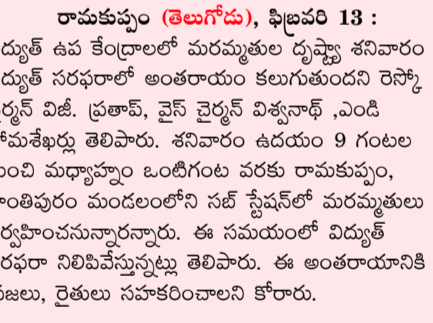 రామకుప్పం (తెలుగోడు), ఫిబ్రవరి 13 :
ద్యుత్ ఉప కేంద్రాలలో మరమ్మతుల దృష్ట్యా శనివారం
ద్యుత్ సరఫరాలో అంతరాయం కలుగుతుందని రెస్కో
ర్మన్ విజీ. ప్రతాప్, వైస్ చైర్మన్ విశ్వనాథ్ ,ఎండి
ోమశేఖర్లు తెలిపారు. శనివారం ఉదయం 9 గంటల
ుంచి మధ్యాహ్నం ఒంటిగంట వరకు రామకుప్పం,
ాంతిపురం మండలంలోని సబ్ స్టేషన్‌లో మరమ్మతులు
ర్వహించనున్నారన్నారు. ఈ సమయంలో విద్యుత్
రఫరా నిలిపివేస్తున్నట్లు తెలిపారు. ఈ అంతరాయానికి
రజలు, రైతులు సహకరించాలని కోరారు.